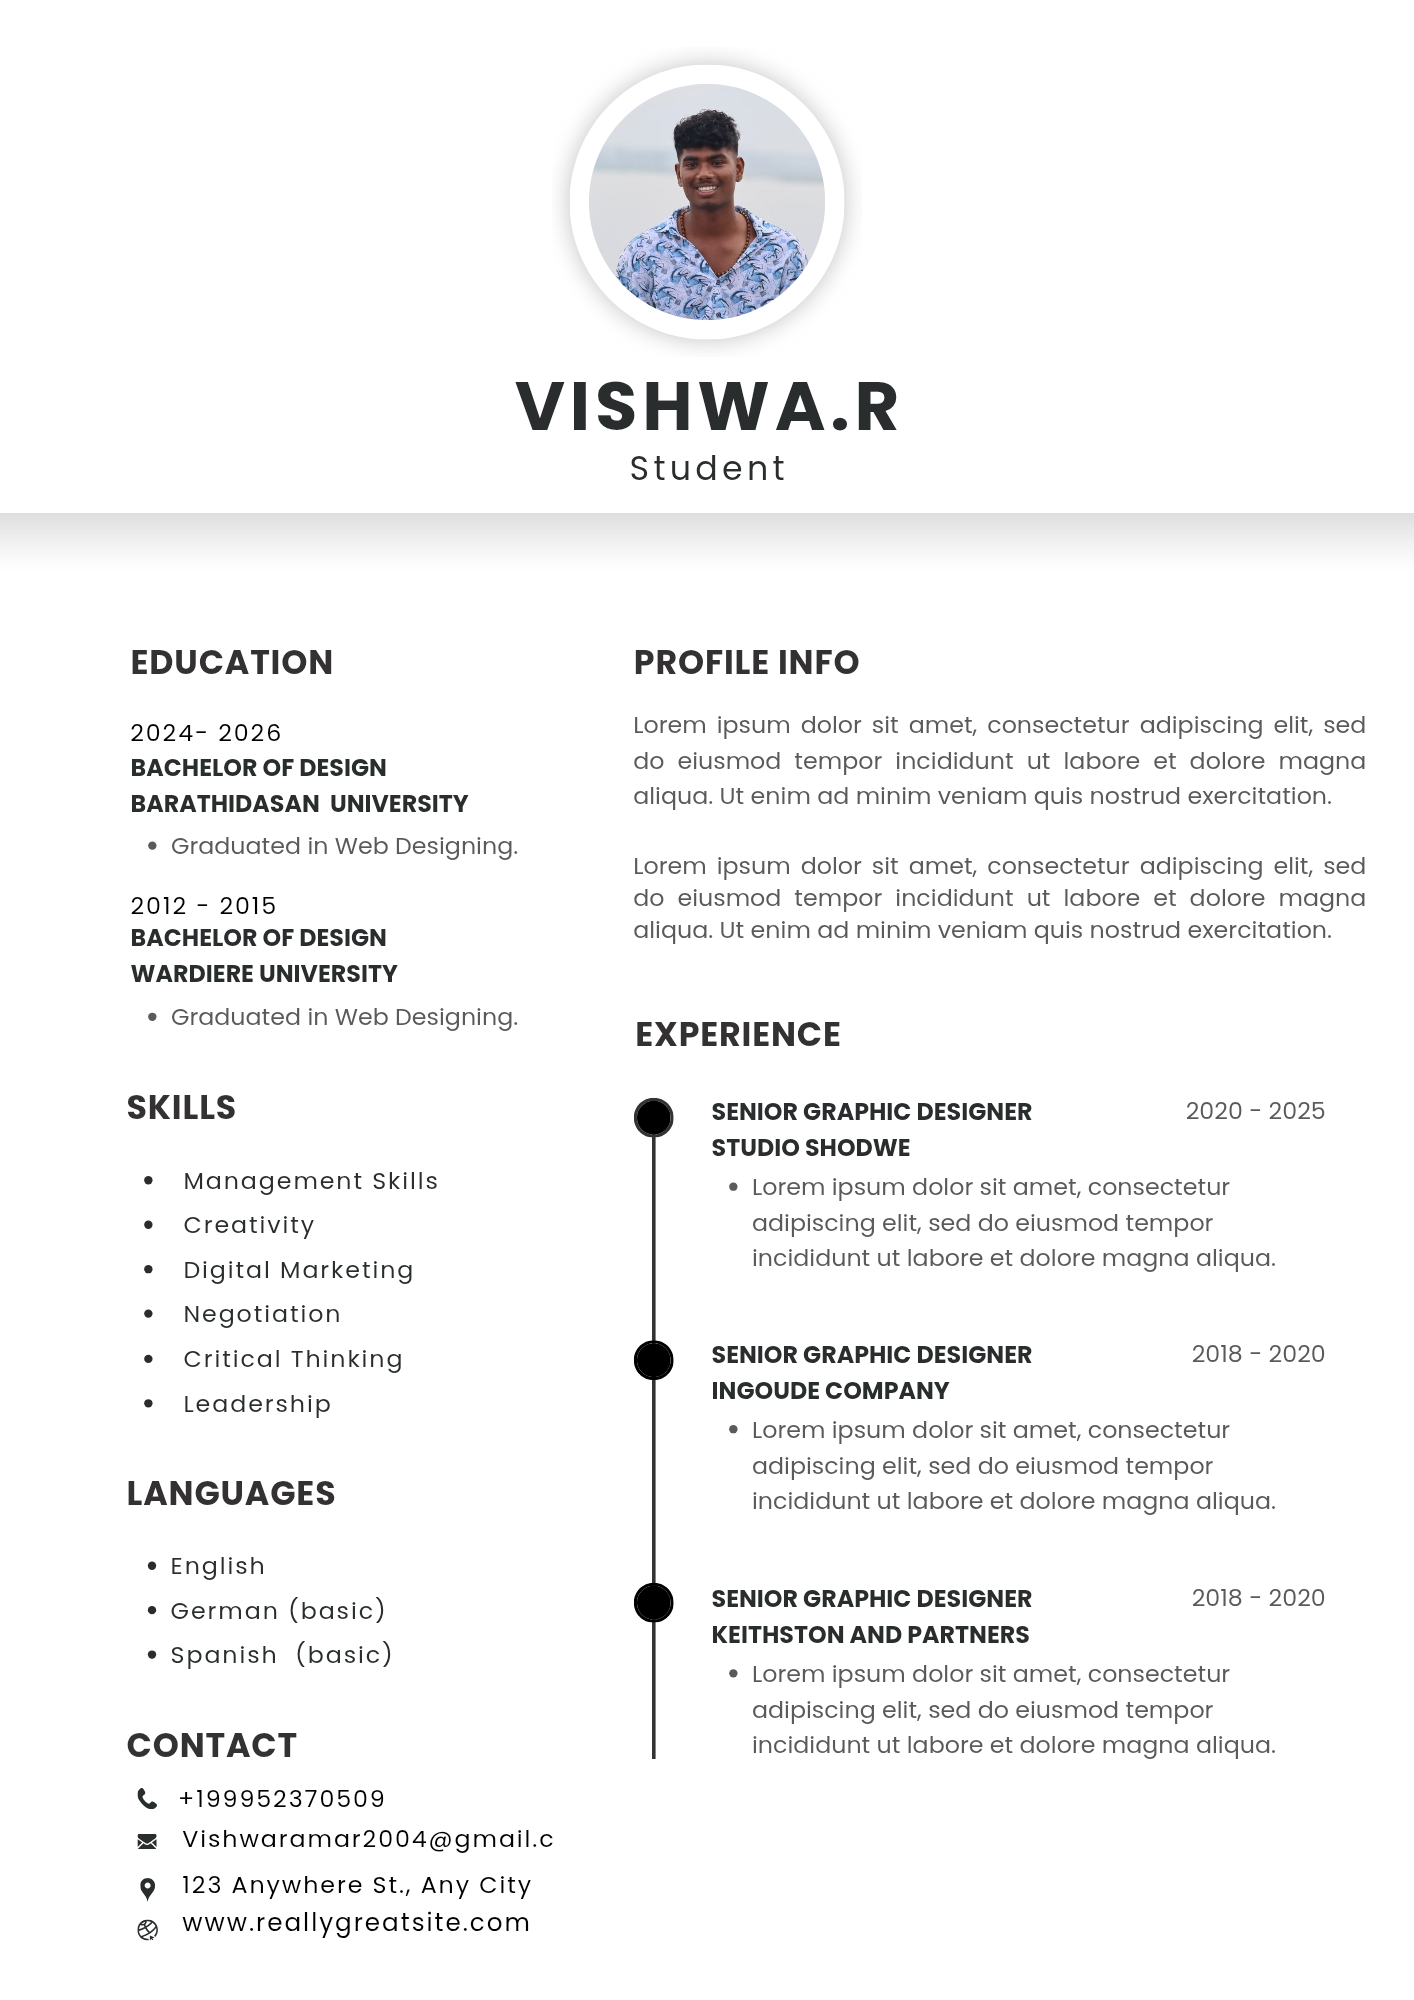 VISHWA.R
Student
EDUCATION
2024- 2026
BACHELOR OF DESIGN
BARATHIDASAN  UNIVERSITY
• Graduated in Web Designing.
2012 - 2015
BACHELOR OF DESIGN
WARDIERE UNIVERSITY
• Graduated in Web Designing.
SKILLS
• Management Skills
• Creativity
• Digital Marketing
• Negotiation
• Critical Thinking
• Leadership
LANGUAGES
• English
• German (basic)
• Spanish  (basic)
CONTACT
+199952370509
Vishwaramar2004@gmail.c
123 Anywhere St., Any City
www.reallygreatsite.com
PROFILE INFO
Lorem ipsum dolor sit amet, consectetur adipiscing elit, sed
do eiusmod tempor incididunt ut labore et dolore magna
aliqua. Ut enim ad minim veniam quis nostrud exercitation.
Lorem ipsum dolor sit amet, consectetur adipiscing elit, sed
do eiusmod tempor incididunt ut labore et dolore magna
aliqua. Ut enim ad minim veniam quis nostrud exercitation.
EXPERIENCE
SENIOR GRAPHIC DESIGNER 2020 - 2025
STUDIO SHODWE
• Lorem ipsum dolor sit amet, consectetur
adipiscing elit, sed do eiusmod tempor
incididunt ut labore et dolore magna aliqua.
SENIOR GRAPHIC DESIGNER 2018 - 2020
INGOUDE COMPANY
• Lorem ipsum dolor sit amet, consectetur
adipiscing elit, sed do eiusmod tempor
incididunt ut labore et dolore magna aliqua.
SENIOR GRAPHIC DESIGNER 2018 - 2020
KEITHSTON AND PARTNERS
• Lorem ipsum dolor sit amet, consectetur
adipiscing elit, sed do eiusmod tempor
incididunt ut labore et dolore magna aliqua.